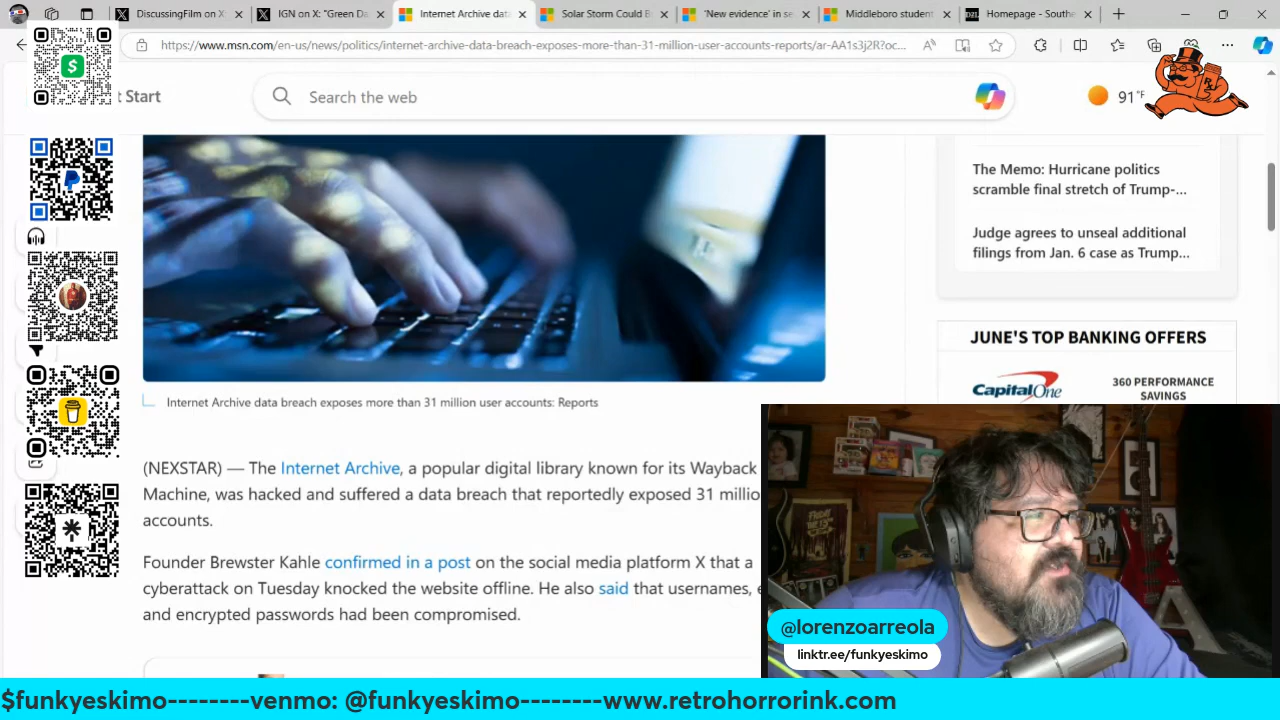 DiscussingFilm on X
IGN on X: "Green Da
Internet Archive dat
Solar Storm Could B
'New evidence' in se
Middleboro student
Homepage - Southe
https://www.msn.com/en-us/news/politics/internet-archive-data-breach-exposes-more-than-31-million-user-accounts-reports/ar-AA1s3j2R?oc...
t Start
Search the web
91°F
The Memo: Hurricane politics
scramble final stretch of Trump-...
Judge agrees to unseal additional
filings from Jan. 6 case as Trump...
JUNE'S TOP BANKING OFFERS
Capital One
360 PERFORMANCE
SAVINGS
Internet Archive data breach exposes more than 31 million user accounts: Reports
(NEXSTAR) — The Internet Archive, a popular digital library known for its Wayback
Machine, was hacked and suffered a data breach that reportedly exposed 31 millio
accounts.
Founder Brewster Kahle confirmed in a post on the social media platform X that a
cyberattack on Tuesday knocked the website offline. He also said that usernames, e
and encrypted passwords had been compromised.
@lorenzoarreola
linktr.ee/funkyeskimo
$funkyeskimo--------venmo: @funkyeskimo--------www.retrohorrorink.com